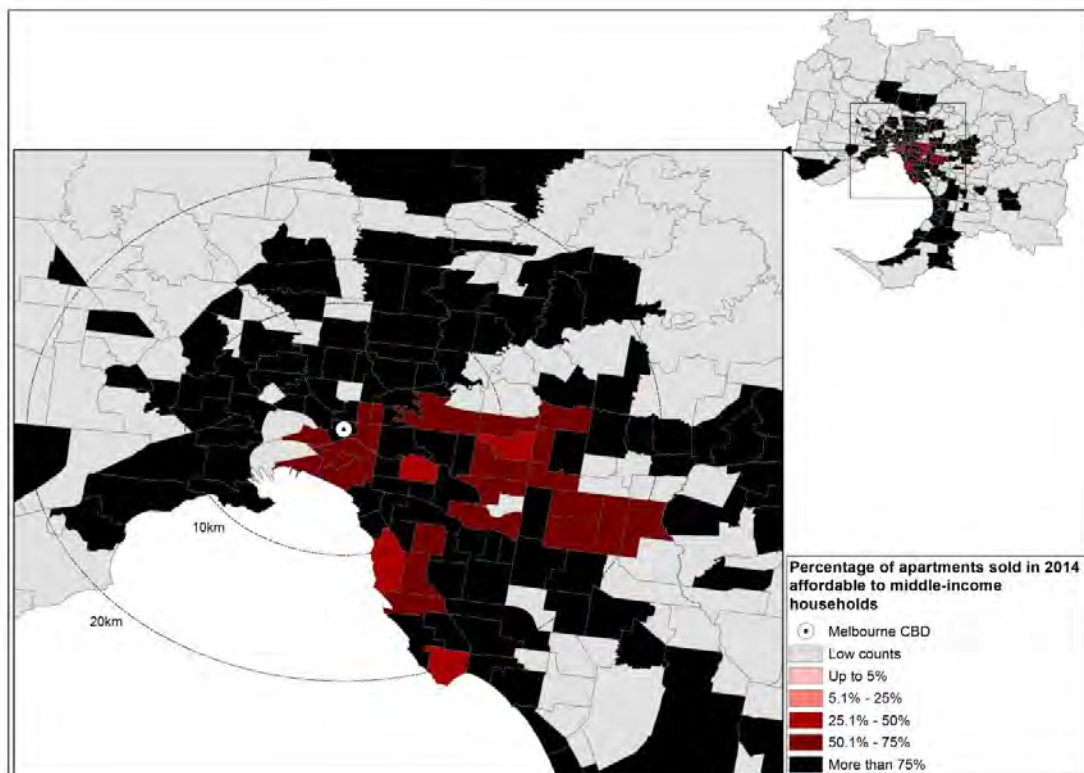 10km
20km
Percentage of apartments sold in 2014
affordable to middle-income
households
Melbourne CBD
Low counts
Up to 5%
5.1% - 25%
25.1% - 50%
50.1% - 75%
More than 75%